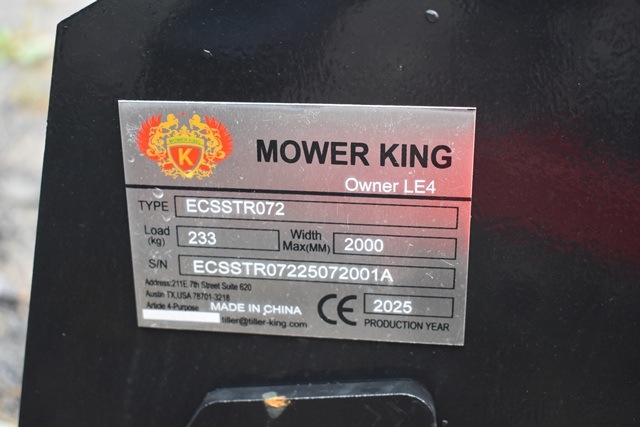 MOWER KING
K
MOWER KING
Owner LE4
TYPE ECSSTR072
Load (kg) 233 Width Max(MM) 2000
S/N ECSSTR07225072001A
Address:211E 7th Street Suite 620
Austin TX,USA 78701-3218
Article 4-Purpose MADE IN CHINA
tiller@tiller-king.com
CE 2025
PRODUCTION YEAR